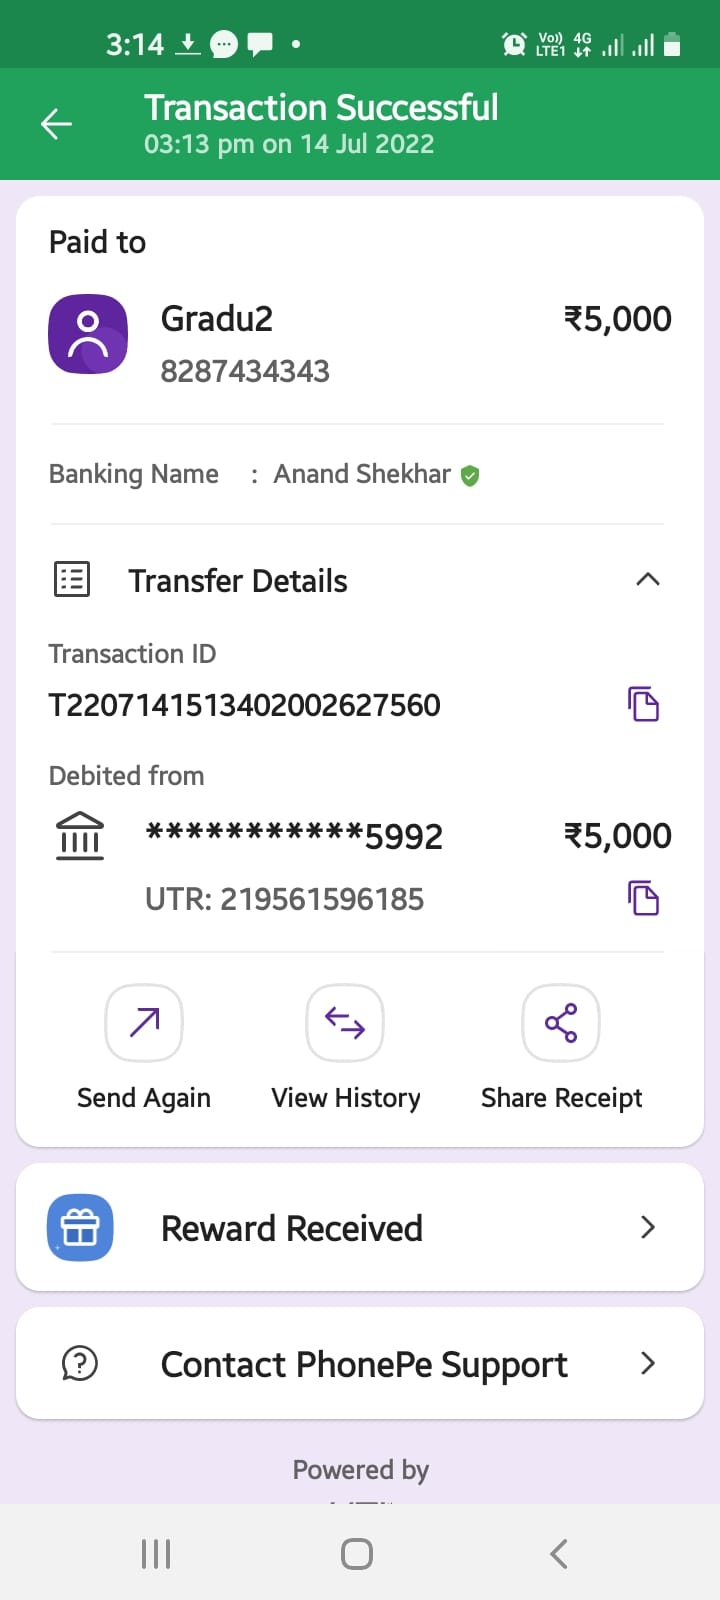 3:14
Vo)) 4G
LTE1
Transaction Successful
03:13 pm on 14 Jul 2022
Paid to
Gradu2 ₹5,000
8287434343
Banking Name : Anand Shekhar
Transfer Details
Transaction ID
T2207141513402002627560
Debited from
***********5992 ₹5,000
UTR: 219561596185
Send Again View History Share Receipt
Reward Received
Contact PhonePe Support
Powered by